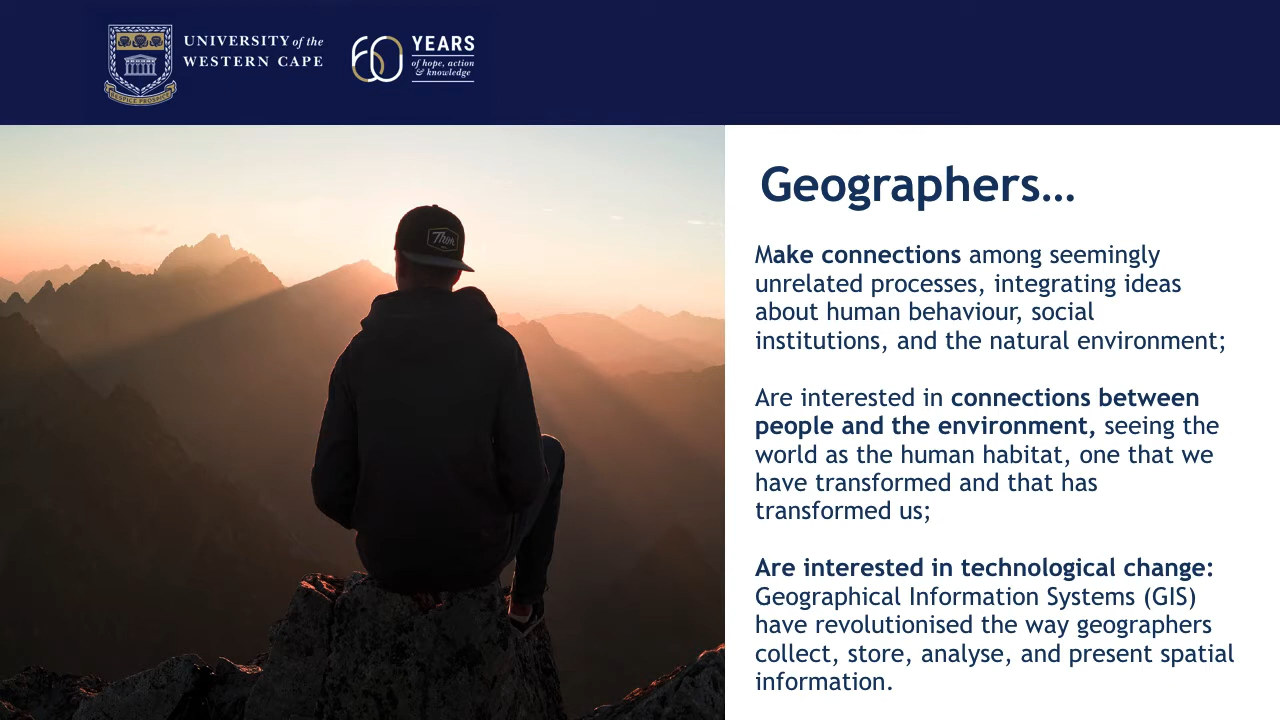 UNIVERSITY of the
WESTERN CAPE
RESPICE PROSPICE
60 YEARS
of hope, action
& knowledge
Thor
Geographers…
Make connections among seemingly
unrelated processes, integrating ideas
about human behaviour, social
institutions, and the natural environment;
Are interested in connections between
people and the environment, seeing the
world as the human habitat, one that we
have transformed and that has
transformed us;
Are interested in technological change:
Geographical Information Systems (GIS)
have revolutionised the way geographers
collect, store, analyse, and present spatial
information.